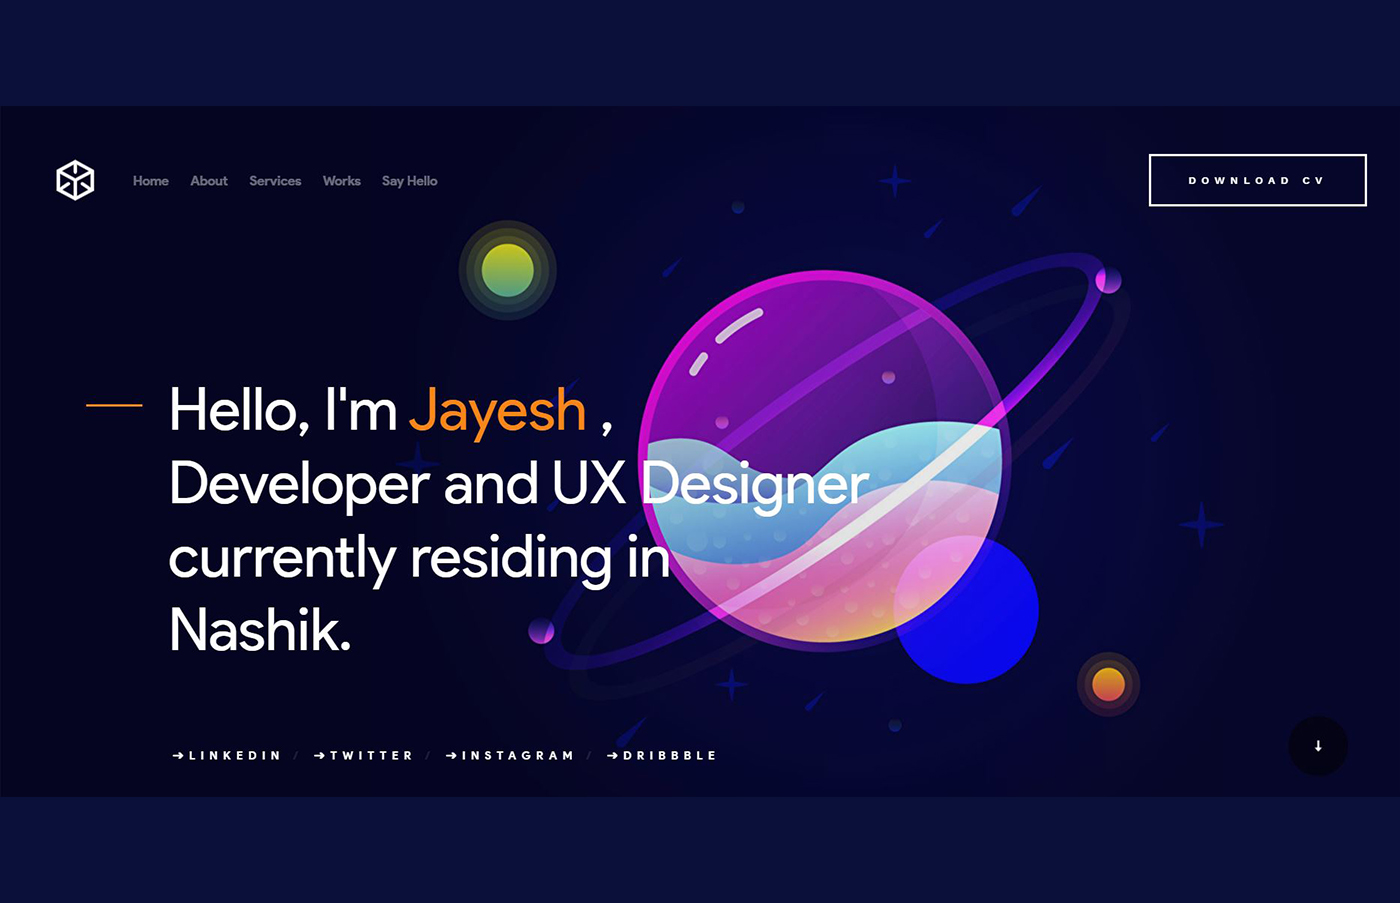 Home About Services Works Say Hello
DOWNLOAD CV
Hello, I'm Jayesh ,
Developer and UX Designer
currently residing in
Nashik.
➔LINKEDIN / ➔TWITTER / ➔INSTAGRAM / ➔DRIBBBLE